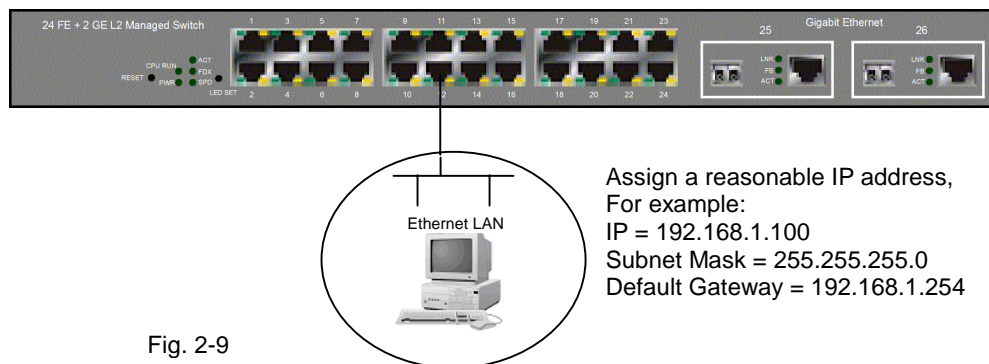 24 FE + 2 GE L2 Managed Switch
1 3 5 7 9 11 13 15 17 19 21 23
Gigabit Ethernet
25 26
CPU RUN ACT
RESET FDX
PWR SPD
LED SET
LNK
FB
ACT
LNK
FB
ACT
2 4 6 8 10 12 14 16 18 20 22 24
Ethernet LAN
Assign a reasonable IP address,
For example:
IP = 192.168.1.100
Subnet Mask = 255.255.255.0
Default Gateway = 192.168.1.254
Fig. 2-9